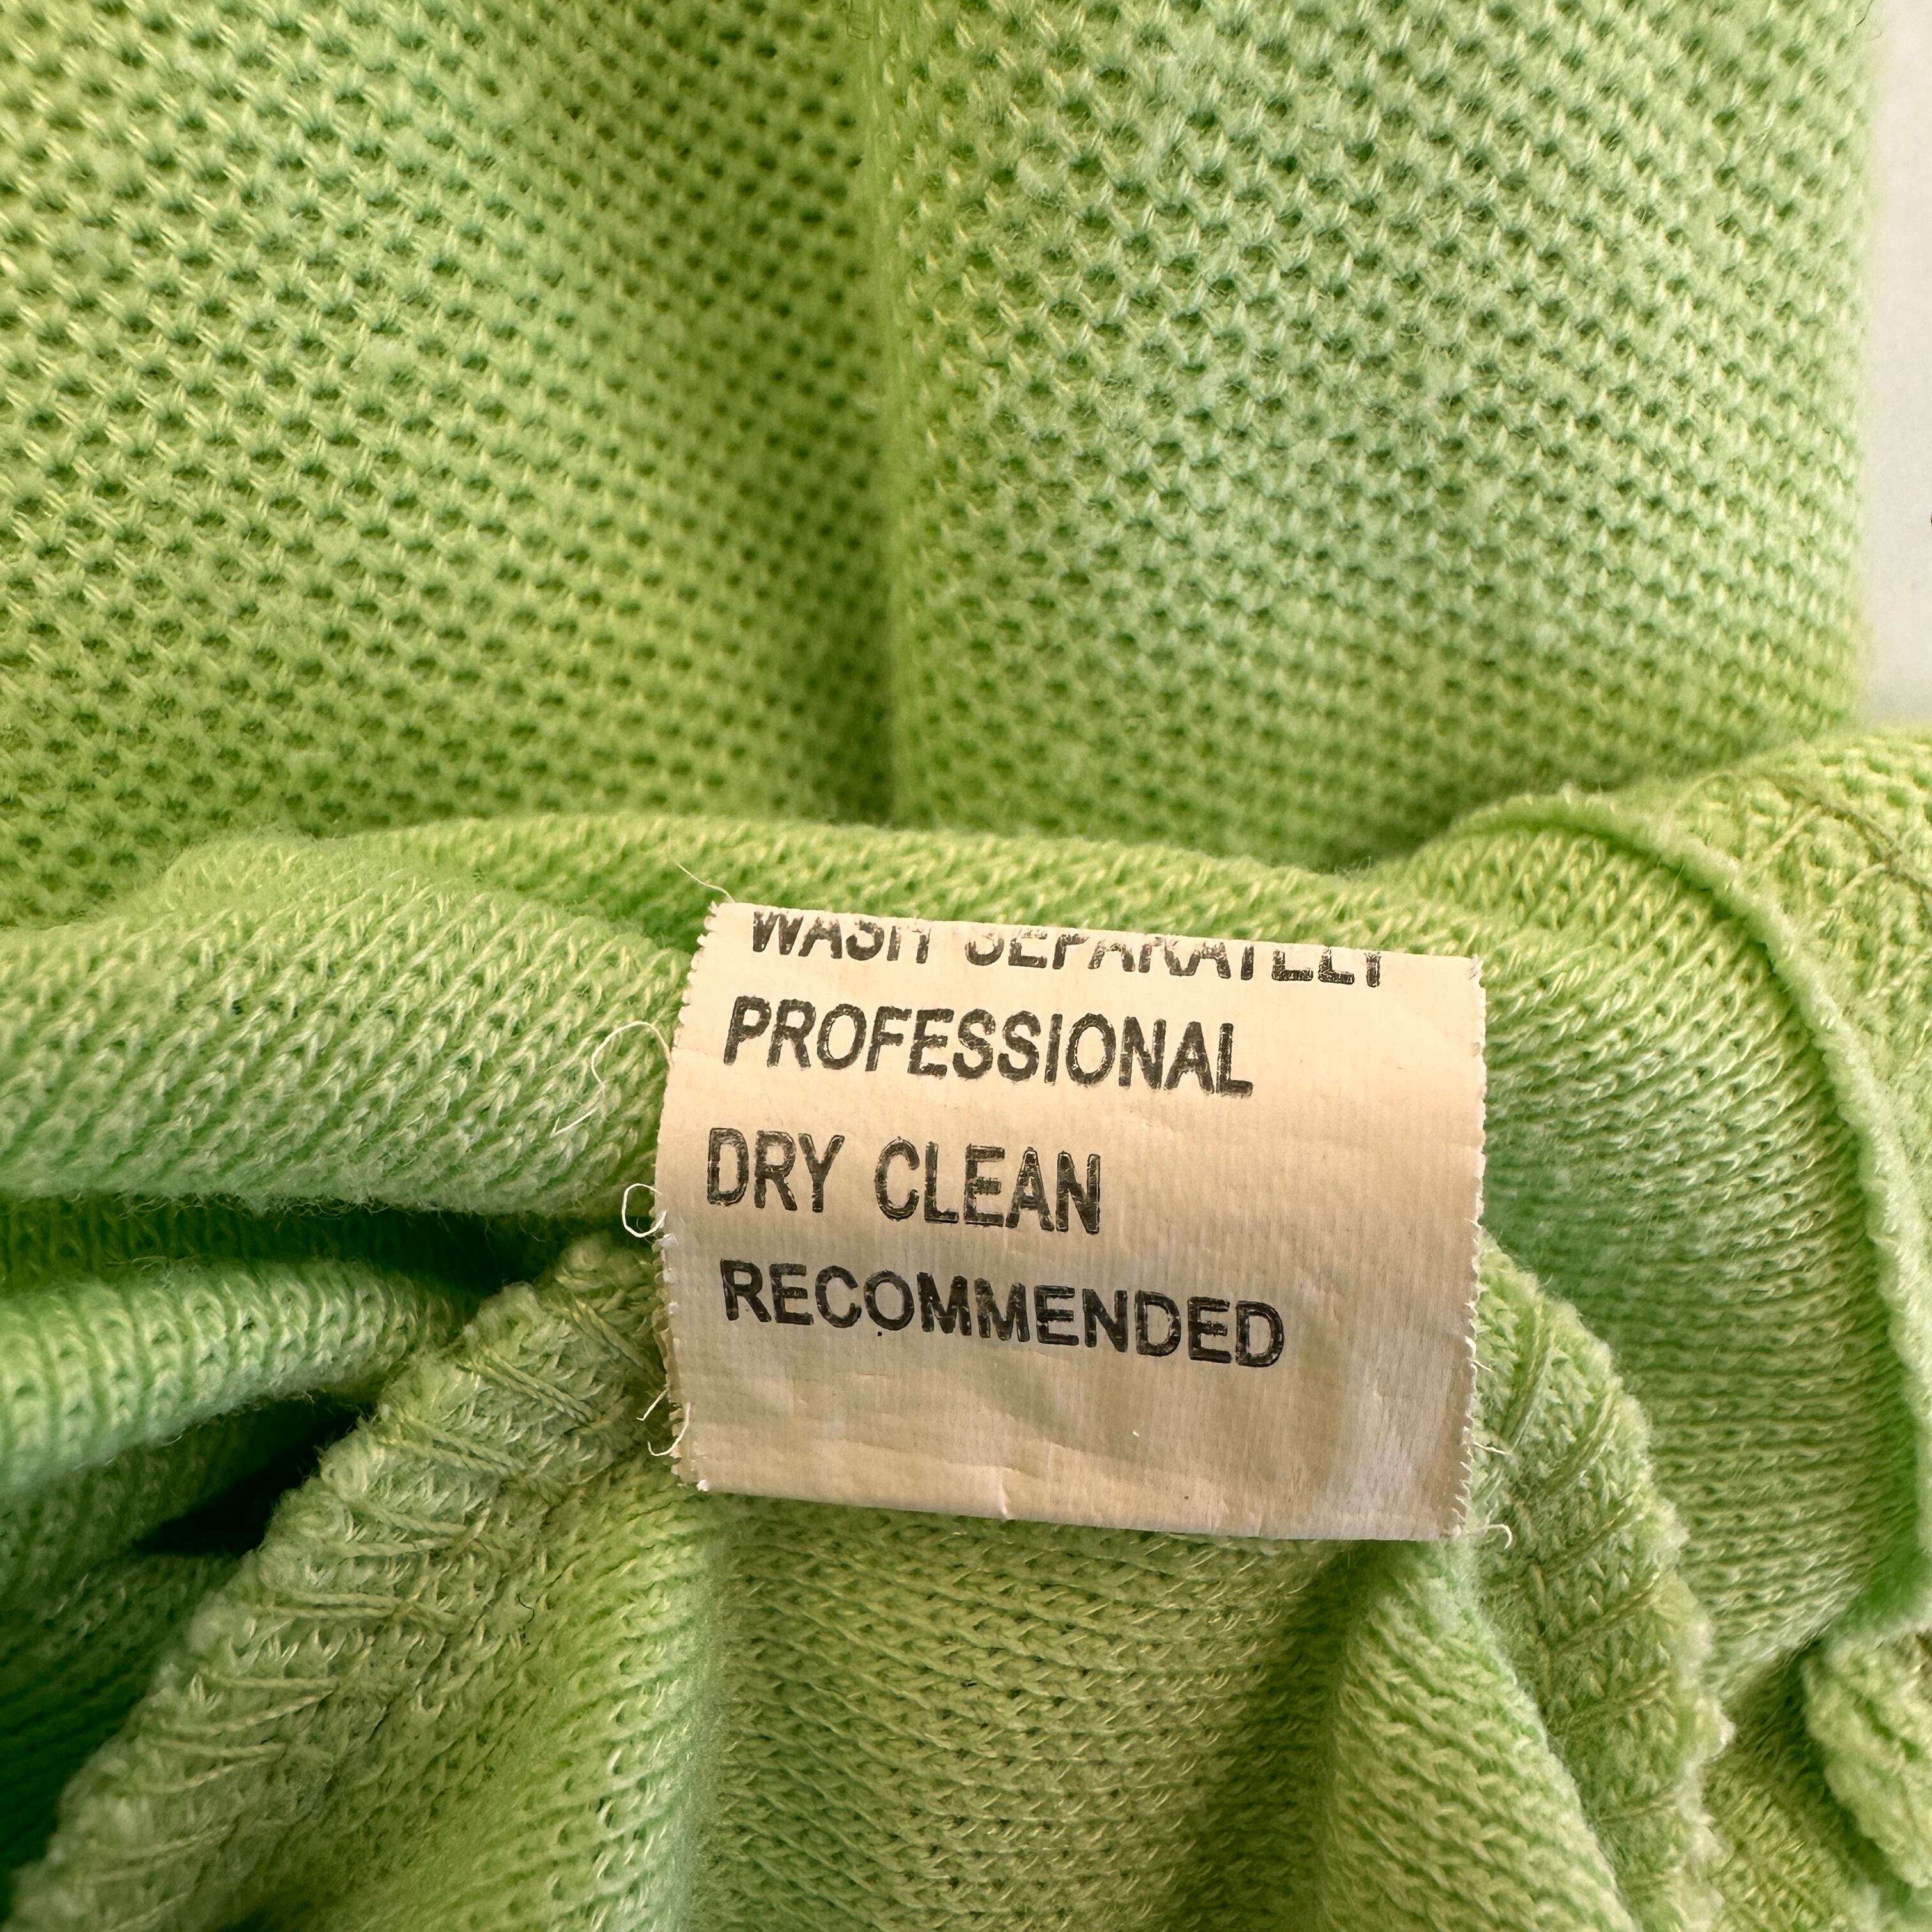 WASH SEPARATELY
PROFESSIONAL
DRY CLEAN
RECOMMENDED